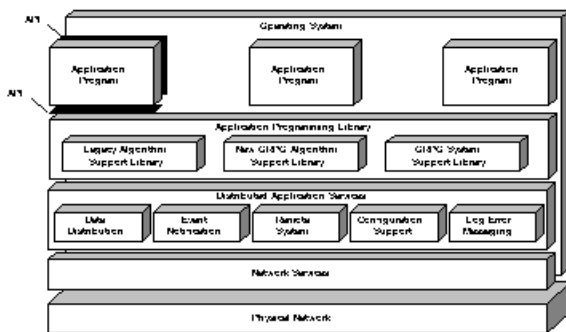 API
Operating System
Application
Program
Application
Program
Application
Program
API
Application Programming Library
Legacy Algorithm
Support Library
New Algorithm
Support Library
System
Support Library
Distributed Application Services
Data
Distribution
Event
Notification
Remote
System
Configuration
Support
Log Error
Messaging
Network Services
Physical Network